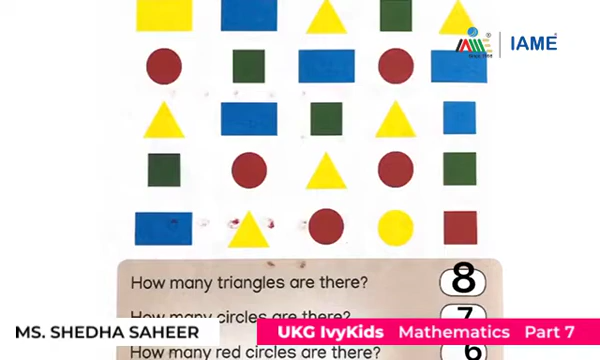 IAME
How many triangles are there? 8
How many circles are there? 7
MS. SHEDHA SAHEER
UKG IvyKids Mathematics Part 7
How many red circles are there? 6